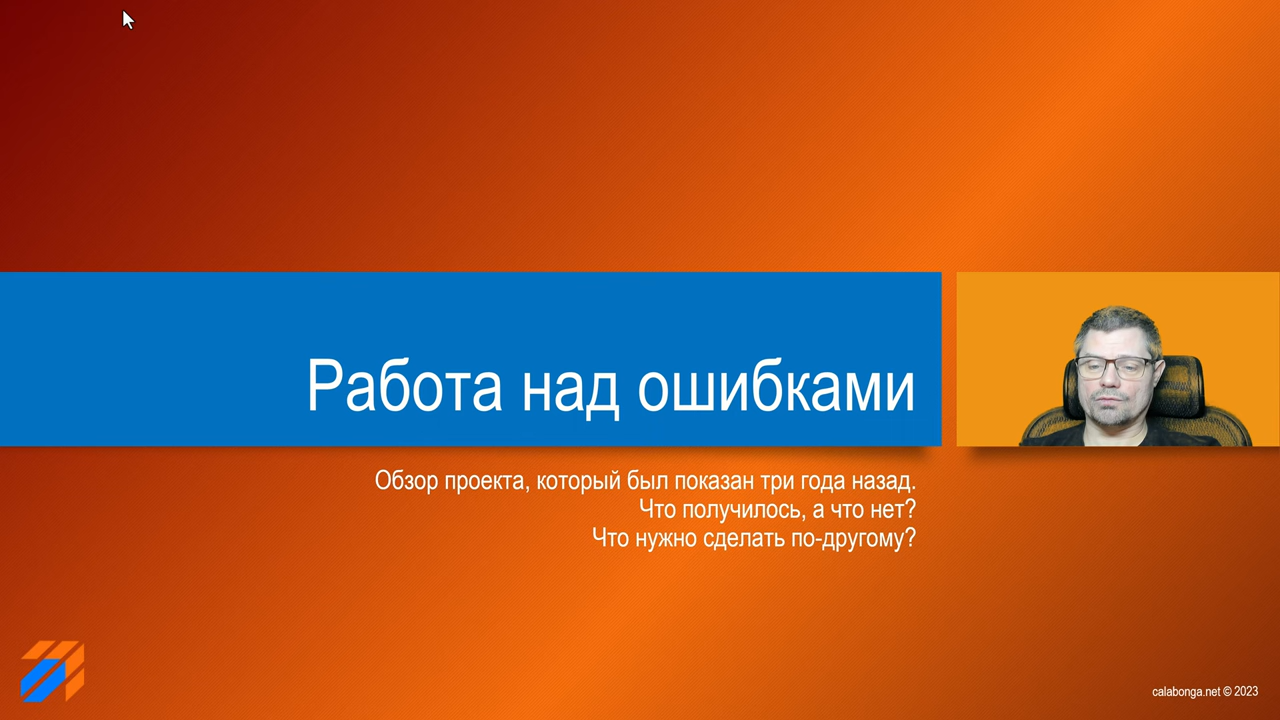 Работа над ошибками
Обзор проекта, который был показан три года назад.
Что получилось, а что нет?
Что нужно сделать по-другому?
calabonga.net © 2023